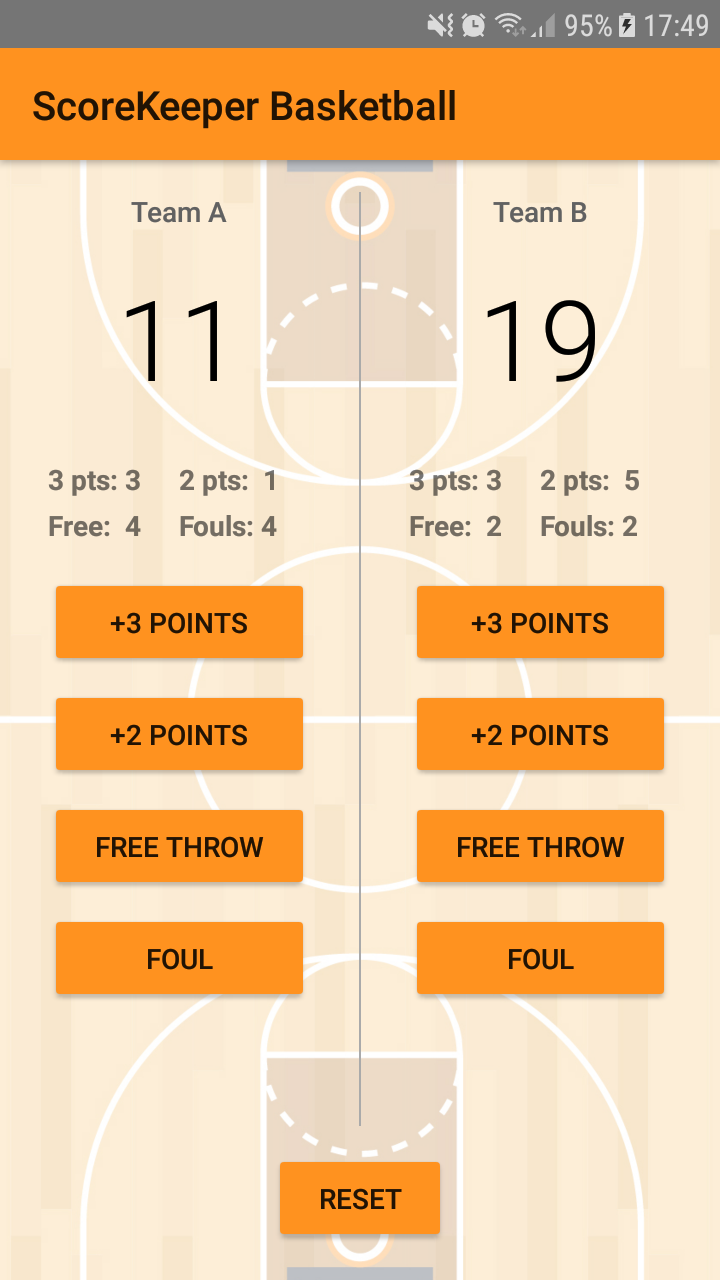 95% 17:49
ScoreKeeper Basketball
Team A Team B
11 19
3 pts: 3 2 pts: 1 3 pts: 3 2 pts: 5
Free: 4 Fouls: 4 Free: 2 Fouls: 2
+3 POINTS +3 POINTS
+2 POINTS +2 POINTS
FREE THROW FREE THROW
FOUL FOUL
RESET